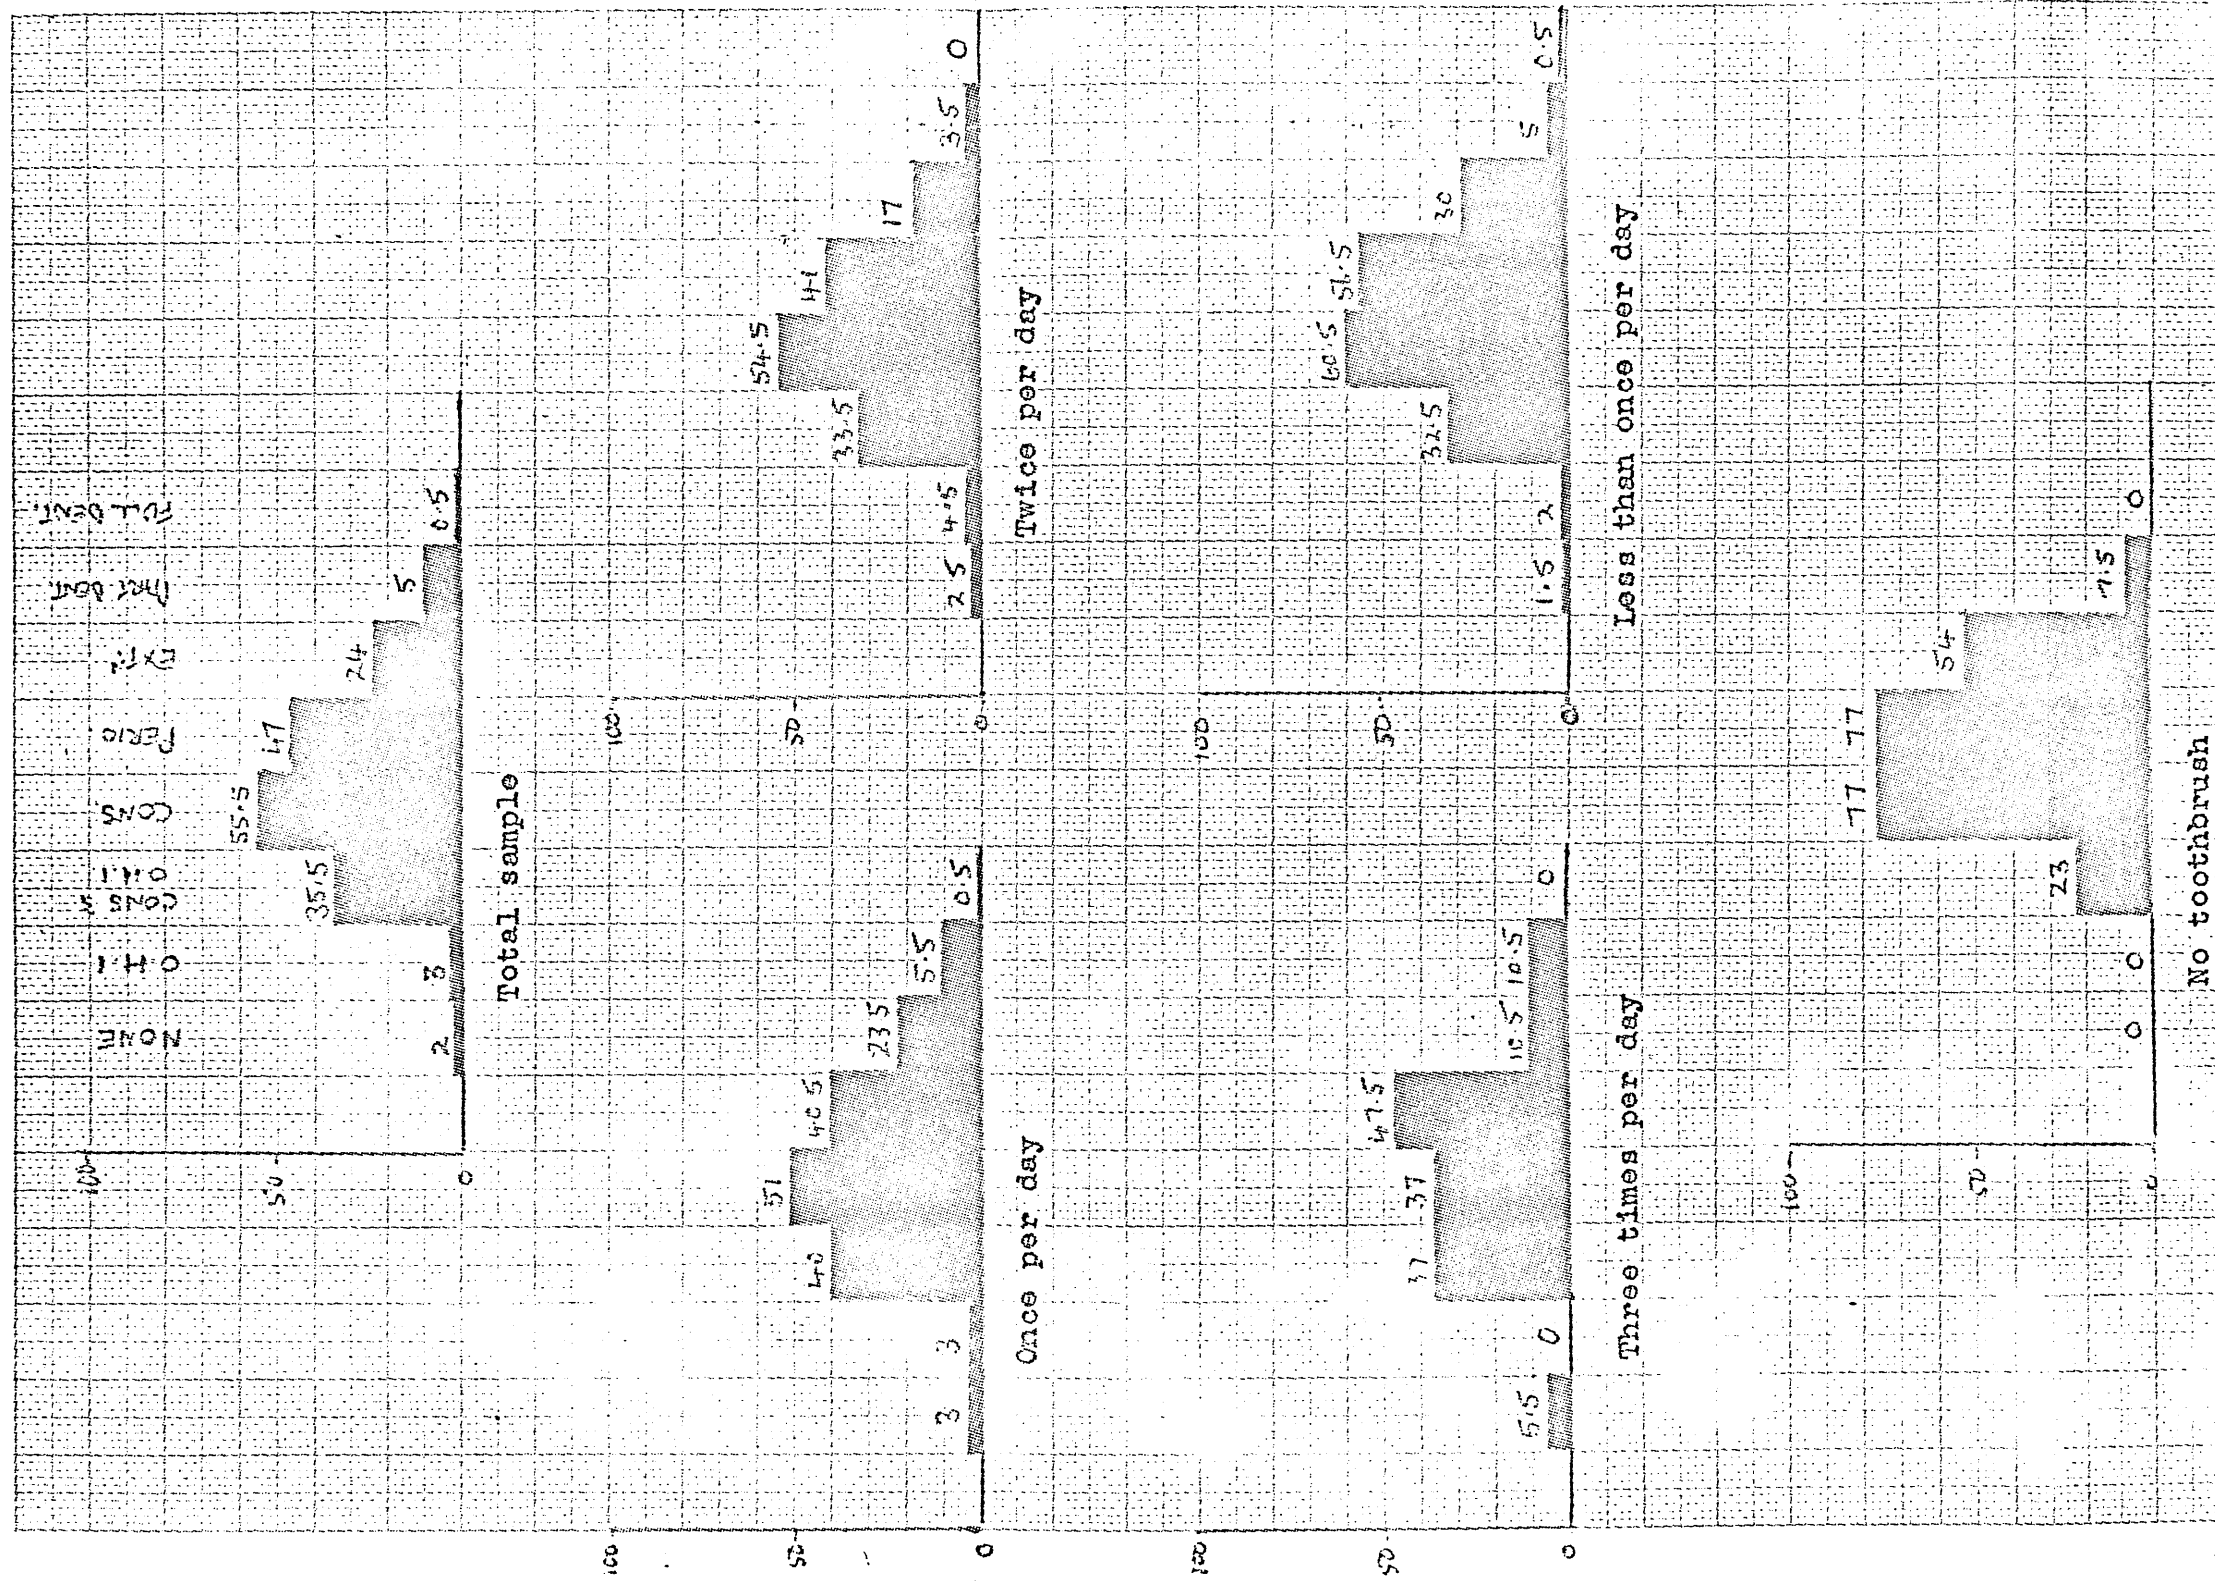 NONE O.H.I CONS & O.H.I CONS. PERIO EXT.N PART DENT. FULL DENT.
100
50
0
2 3 35.5 55.5 47 24 5 0.5
Total sample
100
50
0
3 3 40 51 40.5 23.5 5.5 0.5
Once per day
100
50
0
2.5 4.5 33.5 54.5 41 17 3.5 0
Twice per day
100
50
0
5.5 0 37 37 47.5 10.5 10.5 0
Three times per day
100
50
0
1.5 2 32.5 60.5 56.5 30 5 0.5
Less than once per day
100
50
0
0 0 23 77 77 54 7.5 0
No toothbrush